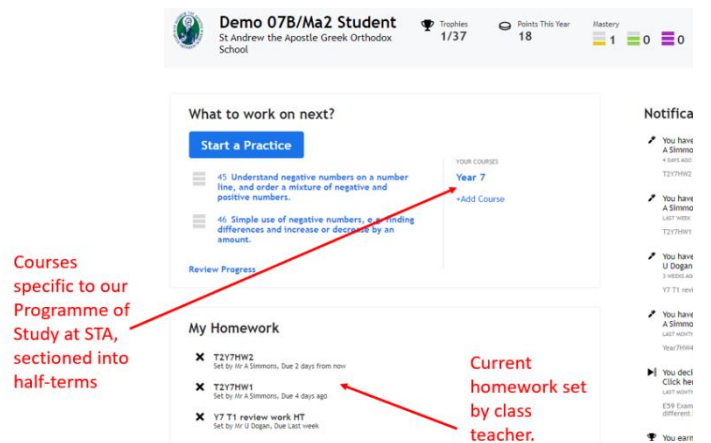 Demo 07B/Ma2 Student
St Andrew the Apostle Greek Orthodox
School
Trophies
1/37
Points This Year
18
Mastery
1
0
0
What to work on next?
Start a Practice
45 Understand negative numbers on a number
line, and order a mixture of negative and
positive numbers.
46 Simple use of negative numbers, e.g. finding
differences and increase or decrease by an
amount.
Review Progress
YOUR COURSES
Year 7
+Add Course
Courses
specific to our
Programme of
Study at STA,
sectioned into
half-terms
My Homework
T2Y7HW2
Set by Mr A Simmons, Due 2 days from now
T2Y7HW1
Set by Mr A Simmons, Due 4 days ago
Y7 T1 review work HT
Set by Mr U Dogan, Due Last week
Current
homework set
by class
teacher.
Notifica
You have
A Simmo
4 DAYS AGO
T2Y7HW2
You have
A Simmo
LAST WEEK
T2Y7HW1
You have
U Dogan
3 WEEKS AG
Y7 T1 revi
You have
A Simmo
LAST MONTH
Year7HW4
You decl
Click her
LAST MONTH
E59 Exam
different
You earn